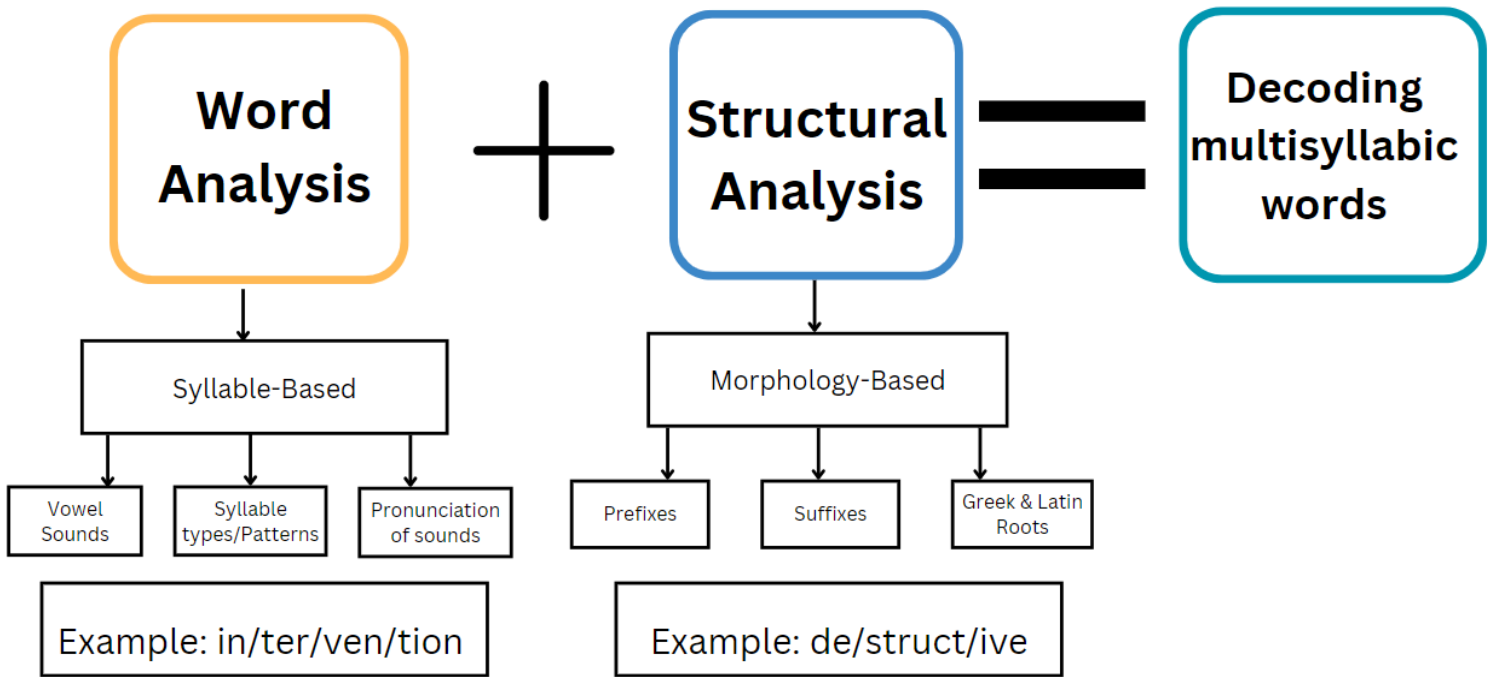 Word
Analysis
Structural
Analysis
Decoding
multisyllabic
words
Syllable-Based
Morphology-Based
Vowel
Sounds
Syllable
types/Patterns
Pronunciation
of sounds
Prefixes
Suffixes
Greek & Latin
Roots
Example: in/ter/ven/tion
Example: de/struct/ive